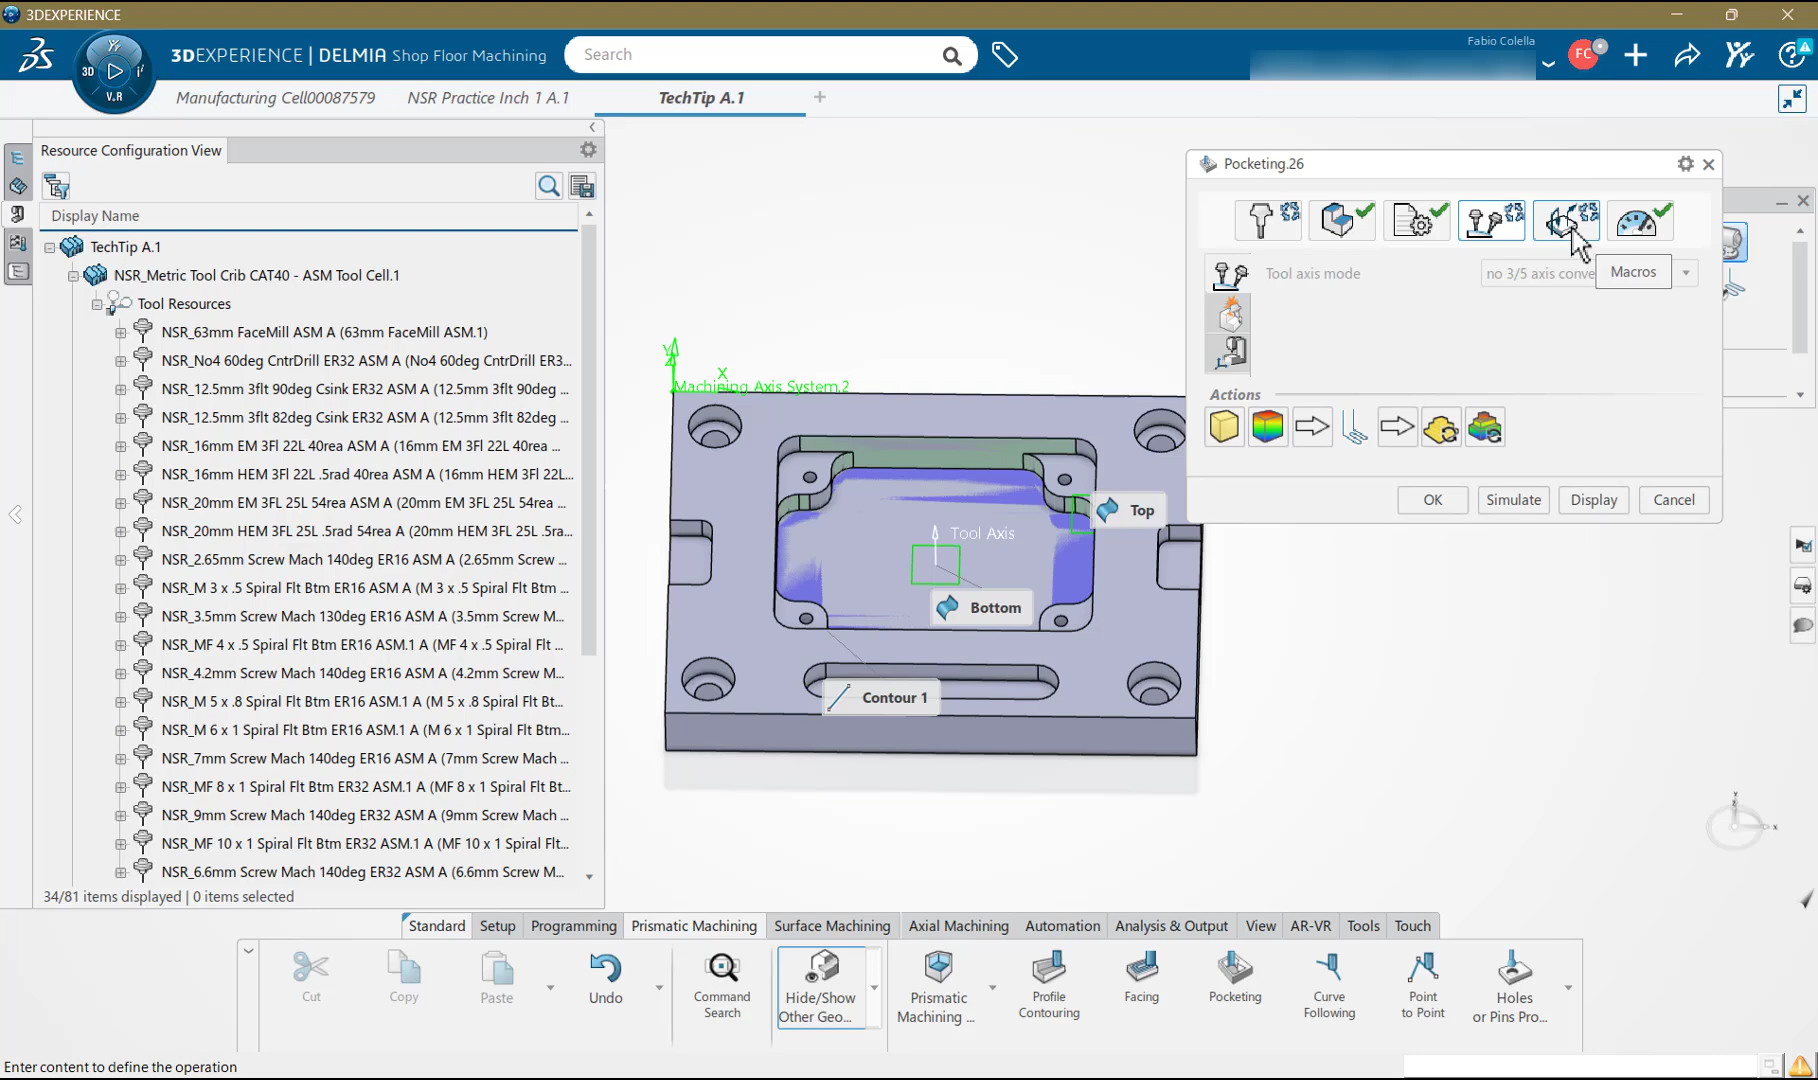 3DEXPERIENCE
3DEXPERIENCE | DELMIA Shop Floor Machining
Search
Fabio Colella
FC
3D
V.R
Manufacturing Cell00087579
NSR Practice Inch 1 A.1
TechTip A.1
Resource Configuration View
Display Name
TechTip A.1
NSR_Metric Tool Crib CAT40 - ASM Tool Cell.1
Tool Resources
NSR_63mm FaceMill ASM A (63mm FaceMill ASM.1)
NSR_No4 60deg CntrDrill ER32 ASM A (No4 60deg CntrDrill ER3...
NSR_12.5mm 3flt 90deg Csink ER32 ASM A (12.5mm 3flt 90deg ...
NSR_12.5mm 3flt 82deg Csink ER32 ASM A (12.5mm 3flt 82deg ...
NSR_16mm EM 3Fl 22L 40rea ASM A (16mm EM 3Fl 22L 40rea ...
NSR_16mm HEM 3Fl 22L .5rad 40rea ASM A (16mm HEM 3Fl 22L...
NSR_20mm EM 3FL 25L 54rea ASM A (20mm EM 3FL 25L 54rea ...
NSR_20mm HEM 3FL 25L .5rad 54rea A (20mm HEM 3FL 25L .5ra...
NSR_2.65mm Screw Mach 140deg ER16 ASM A (2.65mm Screw ...
NSR_M 3 x .5 Spiral Flt Btm ER16 ASM A (M 3 x .5 Spiral Flt Btm ...
NSR_3.5mm Screw Mach 130deg ER16 ASM A (3.5mm Screw M...
NSR_MF 4 x .5 Spiral Flt Btm ER16 ASM.1 A (MF 4 x .5 Spiral Flt ...
NSR_4.2mm Screw Mach 140deg ER16 ASM A (4.2mm Screw M...
NSR_M 5 x .8 Spiral Flt Btm ER16 ASM.1 A (M 5 x .8 Spiral Flt Bt...
NSR_M 6 x 1 Spiral Flt Btm ER16 ASM.1 A (M 6 x 1 Spiral Flt Btm...
NSR_7mm Screw Mach 140deg ER16 ASM A (7mm Screw Mach ...
NSR_MF 8 x 1 Spiral Flt Btm ER32 ASM.1 A (MF 8 x 1 Spiral Flt Bt...
NSR_9mm Screw Mach 140deg ER32 ASM A (9mm Screw Mach ...
NSR_MF 10 x 1 Spiral Flt Btm ER32 ASM.1 A (MF 10 x 1 Spiral Flt...
NSR_6.6mm Screw Mach 140deg ER32 ASM A (6.6mm Screw M...
34/81 items displayed | 0 items selected
X
Machining Axis System.2
Tool Axis
Top
Bottom
Contour 1
Pocketing.26
Tool axis mode
no 3/5 axis conve
Macros
Actions
OK
Simulate
Display
Cancel
Standard
Setup
Programming
Prismatic Machining
Surface Machining
Axial Machining
Automation
Analysis & Output
View
AR-VR
Tools
Touch
Cut
Copy
Paste
Undo
Command
Search
Hide/Show
Other Geo...
Prismatic
Machining ...
Profile
Contouring
Facing
Pocketing
Curve
Following
Point
to Point
Holes
or Pins Pro...
Enter content to define the operation